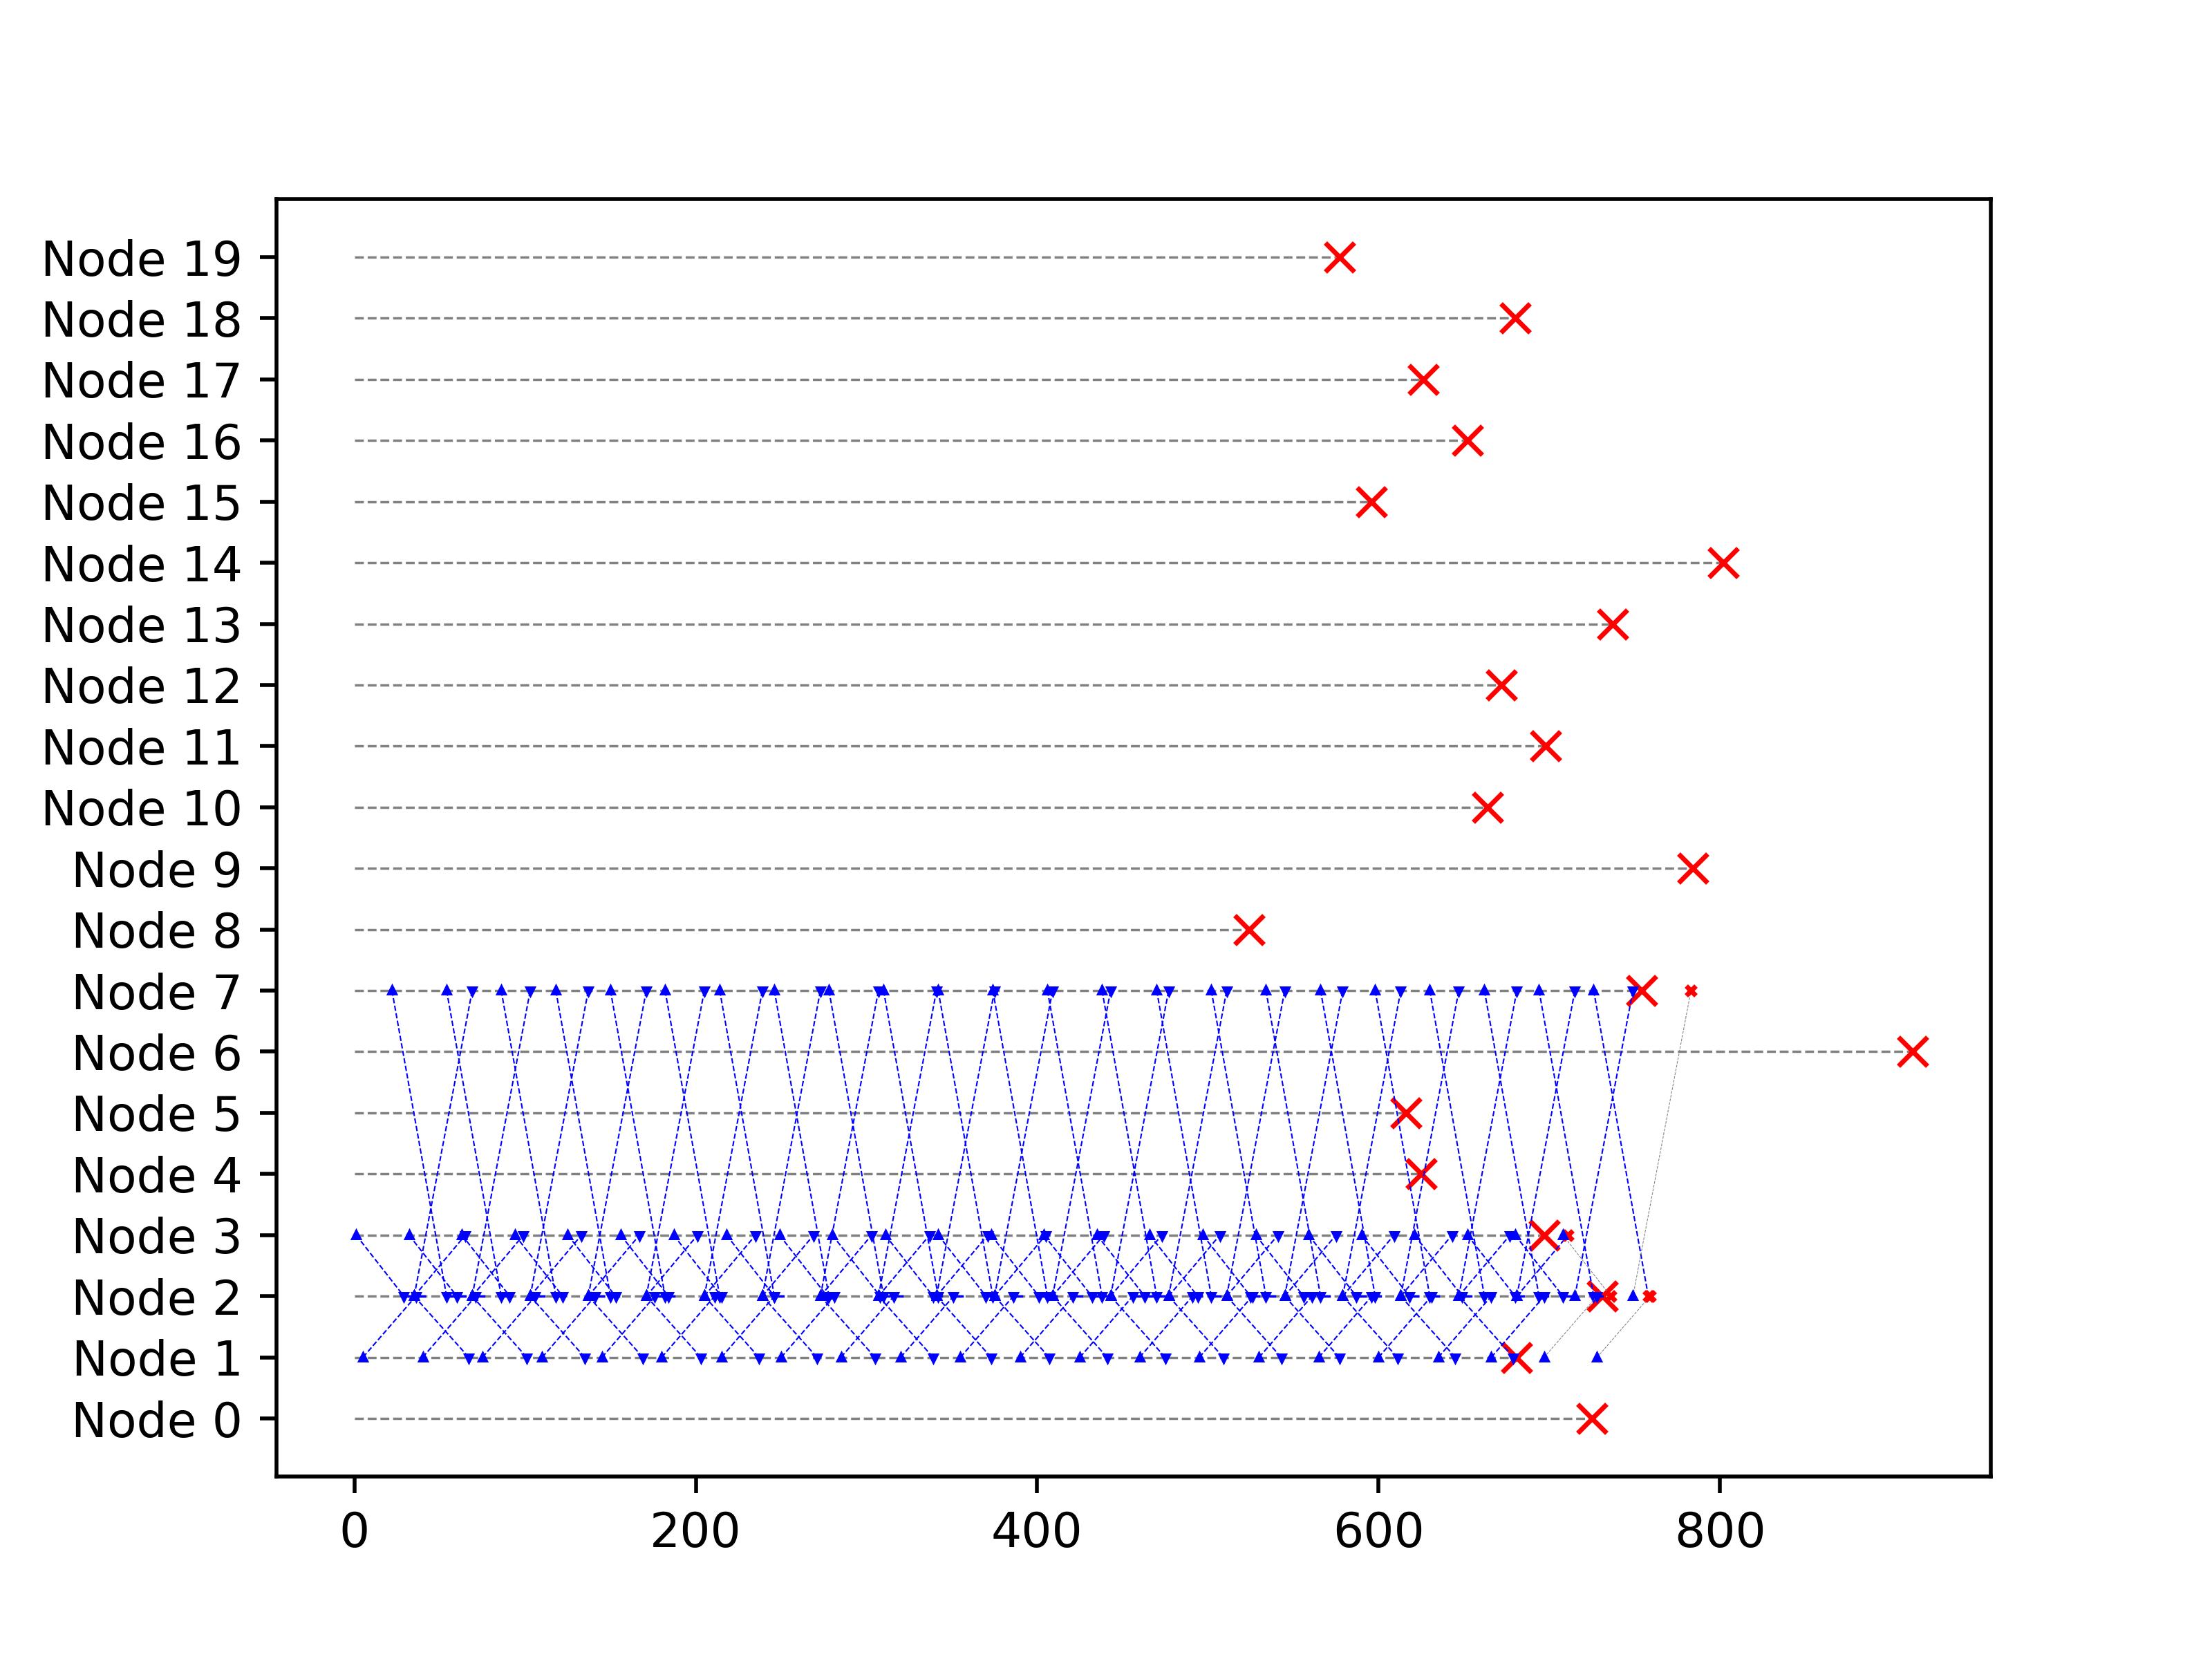 Node 19
Node 18
Node 17
Node 16
Node 15
Node 14
Node 13
Node 12
Node 11
Node 10
Node 9
Node 8
Node 7
Node 6
Node 5
Node 4
Node 3
Node 2
Node 1
Node 0
0 200 400 600 800